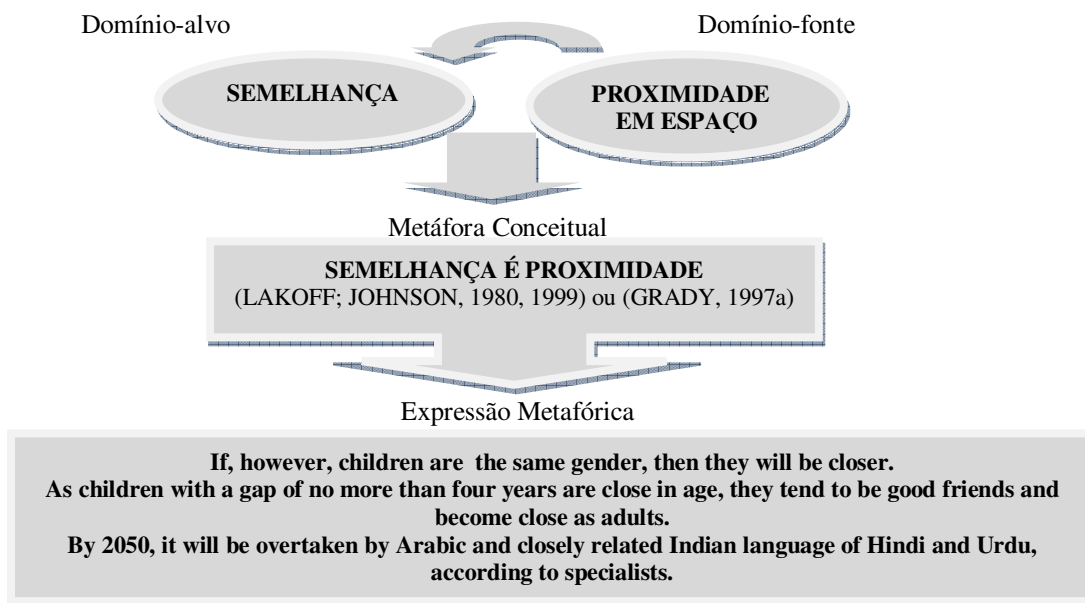 Domínio-alvo
Domínio-fonte
SEMELHANÇA
PROXIMIDADE
EM ESPAÇO
Metáfora Conceitual
SEMELHANÇA É PROXIMIDADE
(LAKOFF; JOHNSON, 1980, 1999) ou (GRADY, 1997a)
Expressão Metafórica
If, however, children are the same gender, then they will be closer.
As children with a gap of no more than four years are close in age, they tend to be good friends and
become close as adults.
By 2050, it will be overtaken by Arabic and closely related Indian language of Hindi and Urdu,
according to specialists.